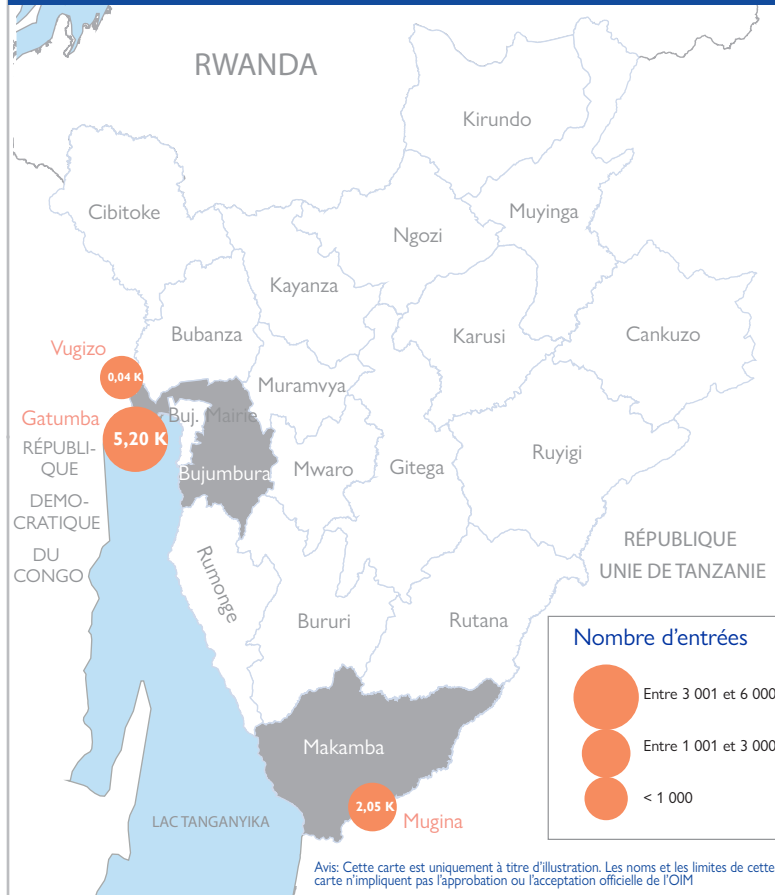 RWANDA
Kirundo
Cibitoke
Muyinga
Ngozi
Kayanza
Bubanza
Karusi
Cankuzo
Vugizo
0,04 K
Muramvya
Gatumba
Buj. Mairie
5,20 K
RÉPUBLI-
QUE
DEMO-
CRATIQUE
DU
CONGO
Bujumbura
Mwaro
Gitega
Ruyigi
RÉPUBLIQUE
UNIE DE TANZANIE
Rumonge
Bururi
Rutana
Makamba
2,05 K
Mugina
LAC TANGANYIKA
Nombre d'entrées
Entre 3 001 et 6 000
Entre 1 001 et 3 000
< 1 000
Avis: Cette carte est uniquement à titre d'illustration. Les noms et les limites de cette
carte n'impliquent pas l'approbation ou l'acceptation officielle de l'OIM